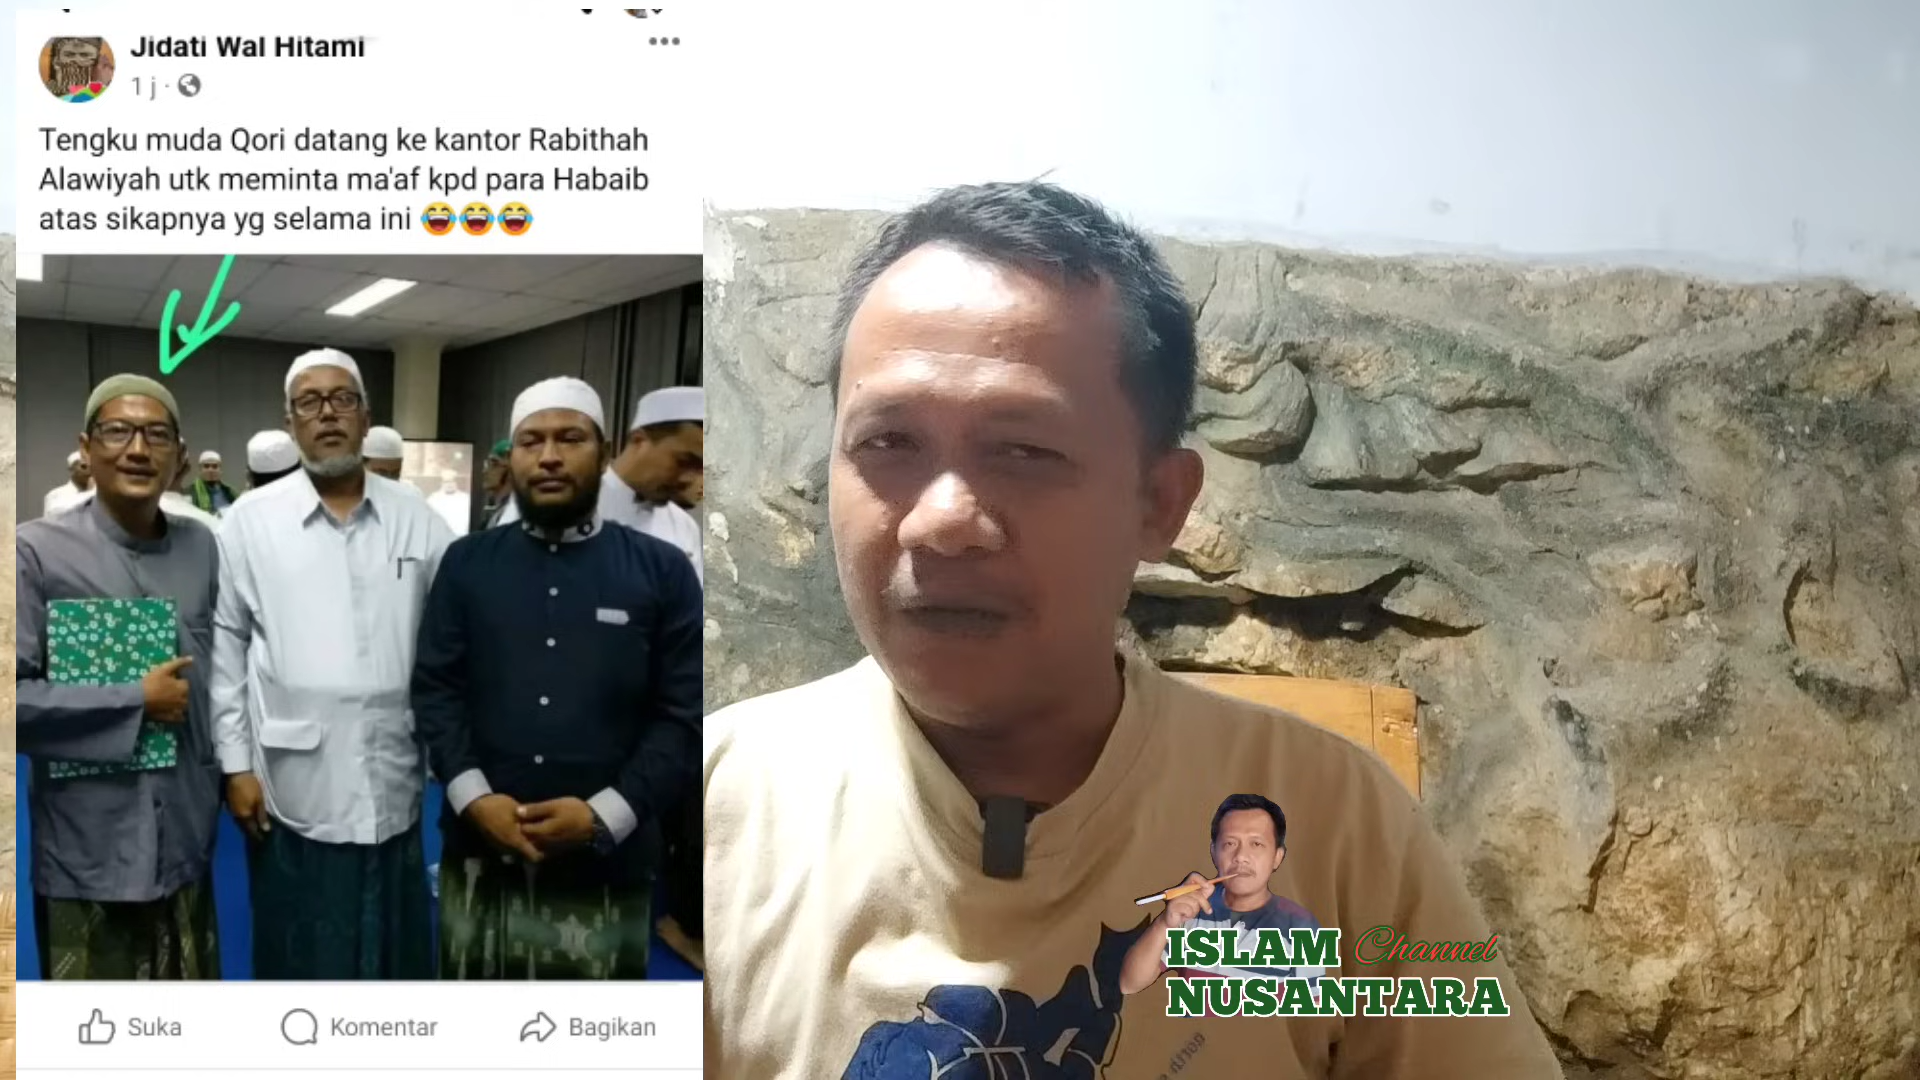 Jidati Wal Hitami
1 j ·
Tengku muda Qori datang ke kantor Rabithah
Alawiyah utk meminta ma'af kpd para Habaib
atas sikapnya yg selama ini 😂😂😂
Suka
Komentar
Bagikan
ISLAM Channel
NUSANTARA